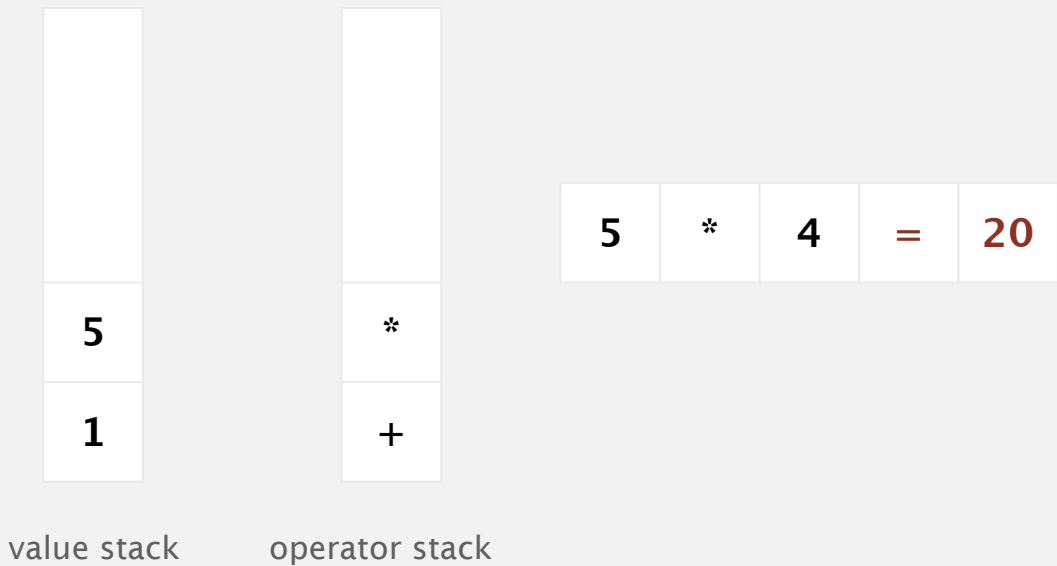 5 * 4 = 20
5 *
1 +
value stack operator stack